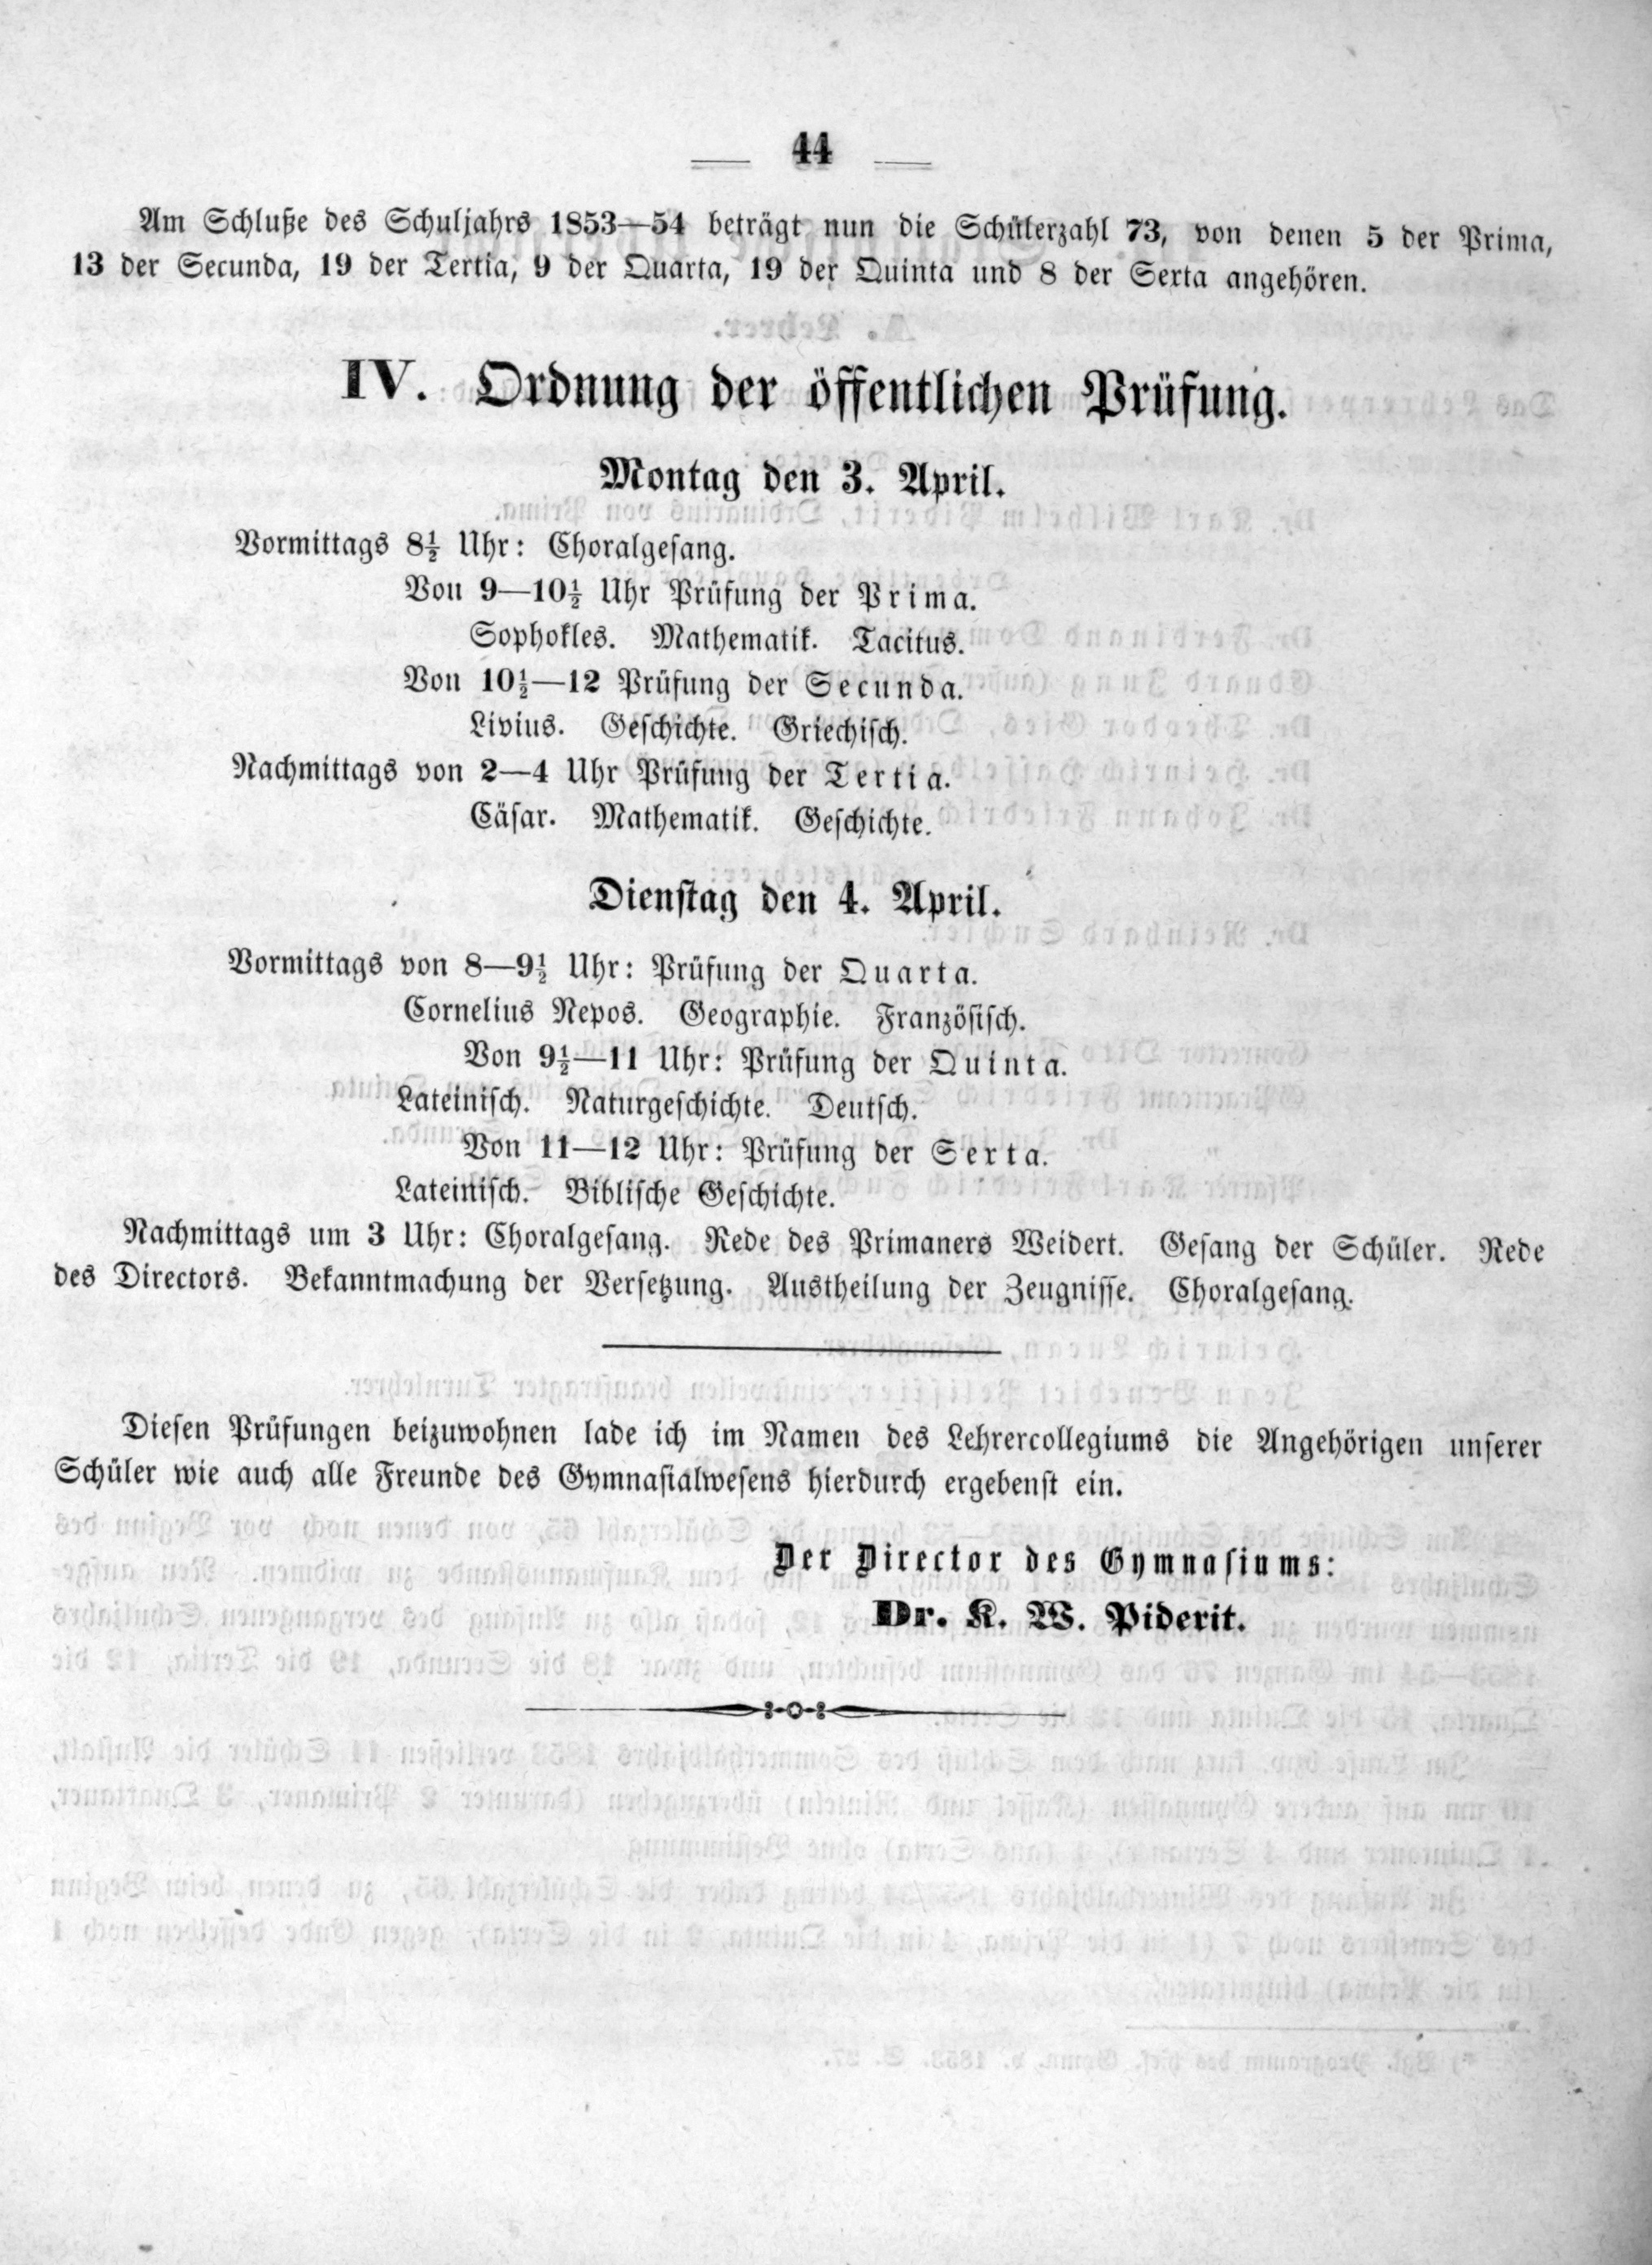 44
Am Schluße des Schuljahrs 1853—54 beträgt nun die Schülerzahl 73, von denen 5 der Prima,
13 der Secunda, 19 der Tertia, 9 der Quarta, 19 der Quinta und 8 der Sexta angehören.
IV. Ordnung der öffentlichen Prüfung.
Montag den 3. April.
Vormittags 8½ Uhr: Choralgesang.
Von 9—10½ Uhr Prüfung der Prima.
Sophokles. Mathematik. Tacitus.
Von 10½—12 Prüfung der Secunda.
Livius. Geschichte. Griechisch.
Nachmittags von 2—4 Uhr Prüfung der Tertia.
Cäsar. Mathematik. Geschichte.
Dienstag den 4. April.
Vormittags von 8—9½ Uhr: Prüfung der Quarta.
Cornelius Nepos. Geographie. Französisch.
Von 9½—11 Uhr: Prüfung der Quinta.
Lateinisch. Naturgeschichte. Deutsch.
Von 11—12 Uhr: Prüfung der Sexta.
Lateinisch. Biblische Geschichte.
Nachmittags um 3 Uhr: Choralgesang. Rede des Primaners Weidert. Gesang der Schüler. Rede
des Directors. Bekanntmachung der Versetzung. Austheilung der Zeugnisse. Choralgesang.
Diesen Prüfungen beizuwohnen lade ich im Namen des Lehrercollegiums die Angehörigen unserer
Schüler wie auch alle Freunde des Gymnasialwesens hierdurch ergebenst ein.
Der Director des Gymnasiums:
Dr. K. W. Piderit.